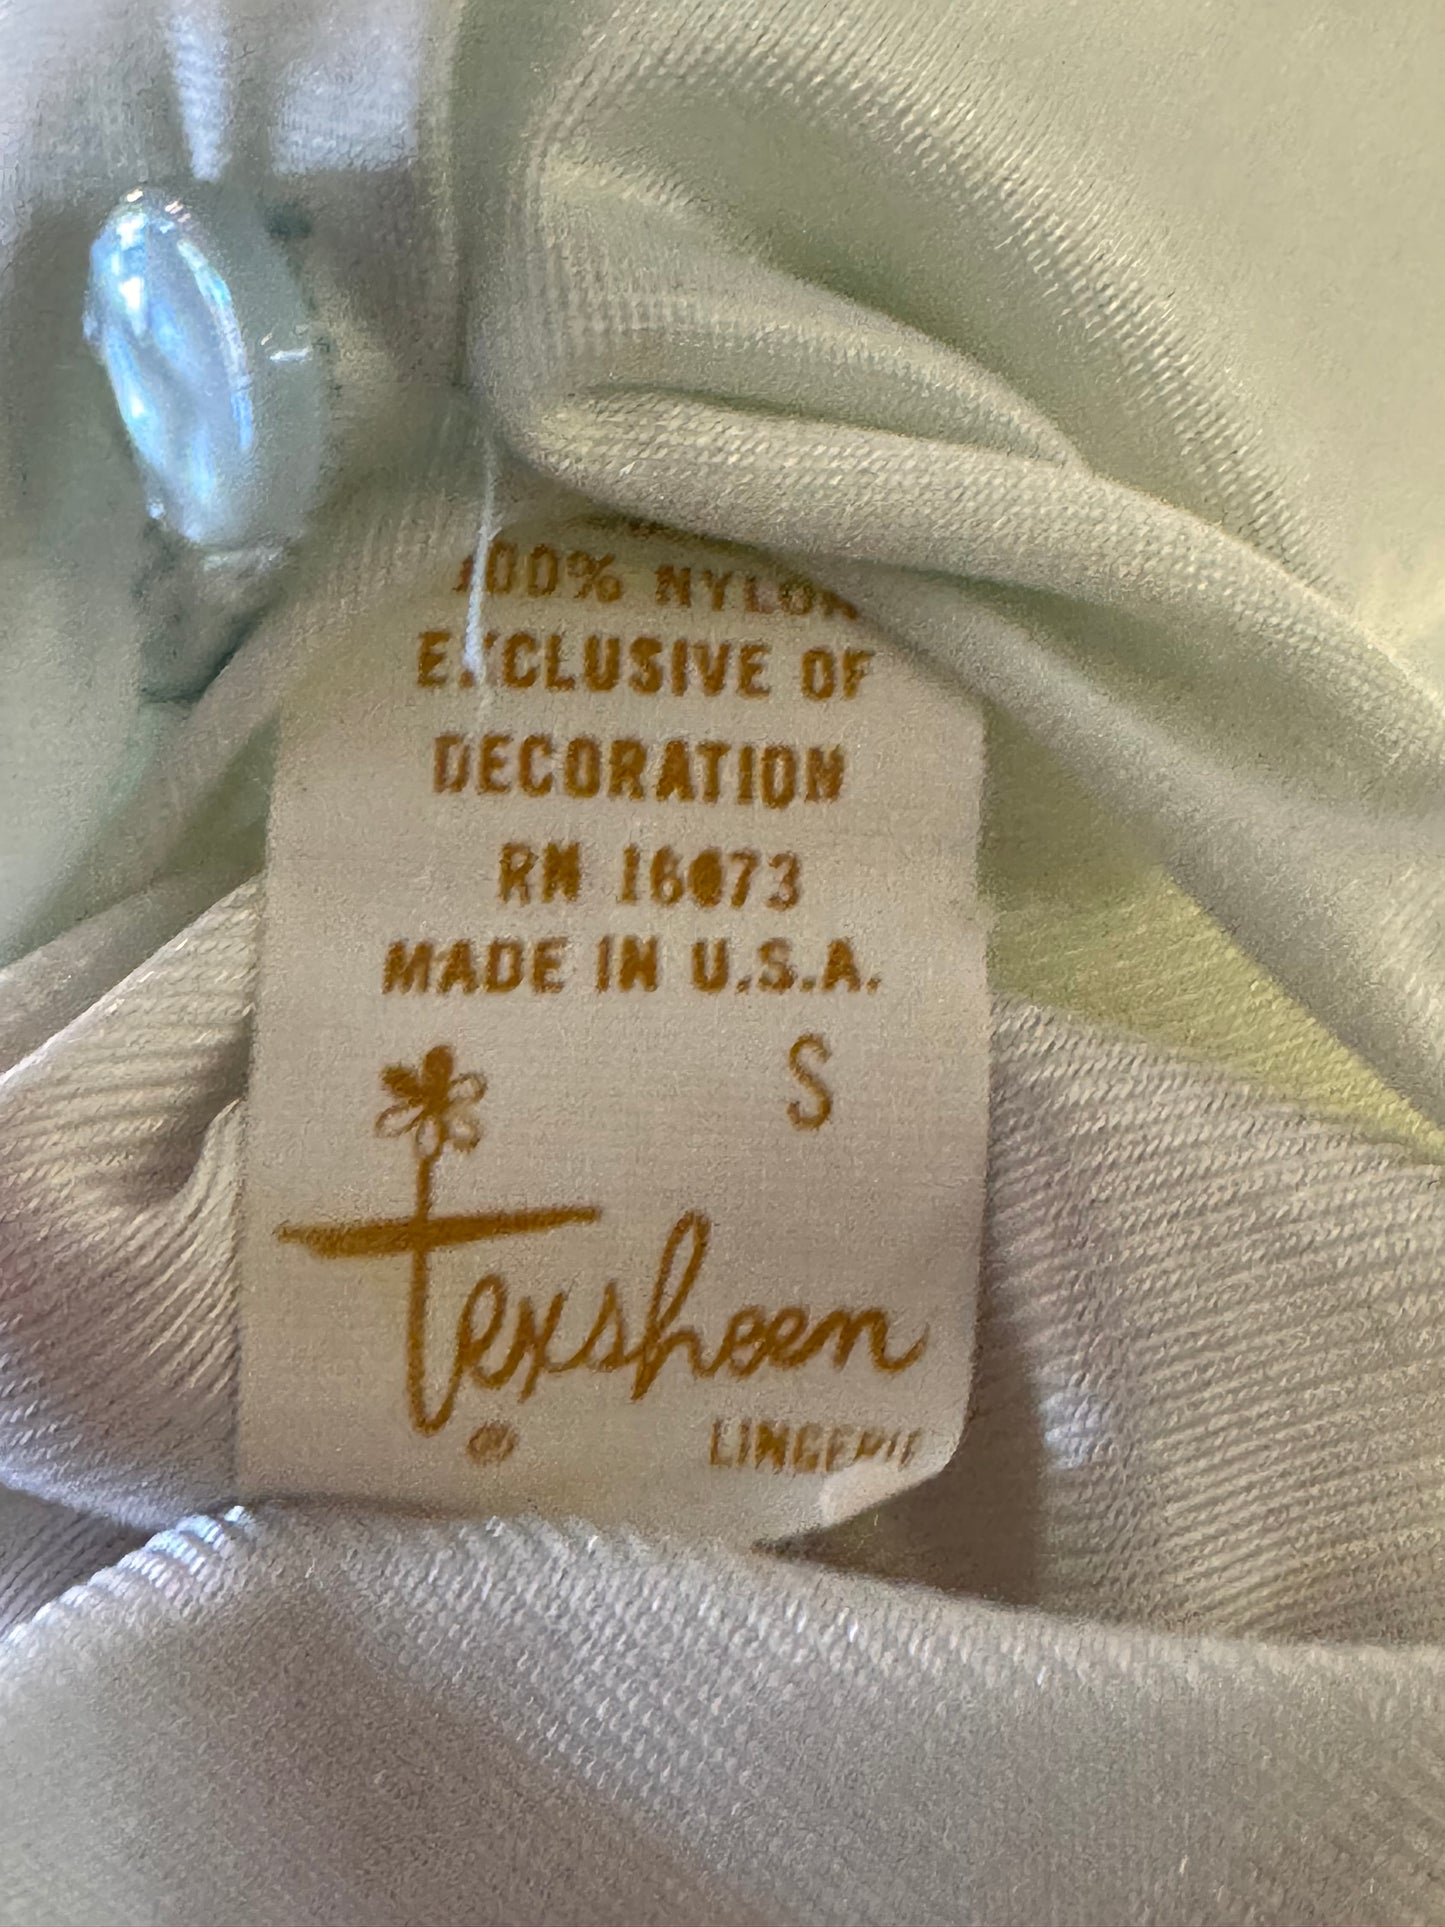 100% NYLON
EXCLUSIVE OF
DECORATION
RN 16073
MADE IN U.S.A.
S
Texsheen
®
LINGERIE